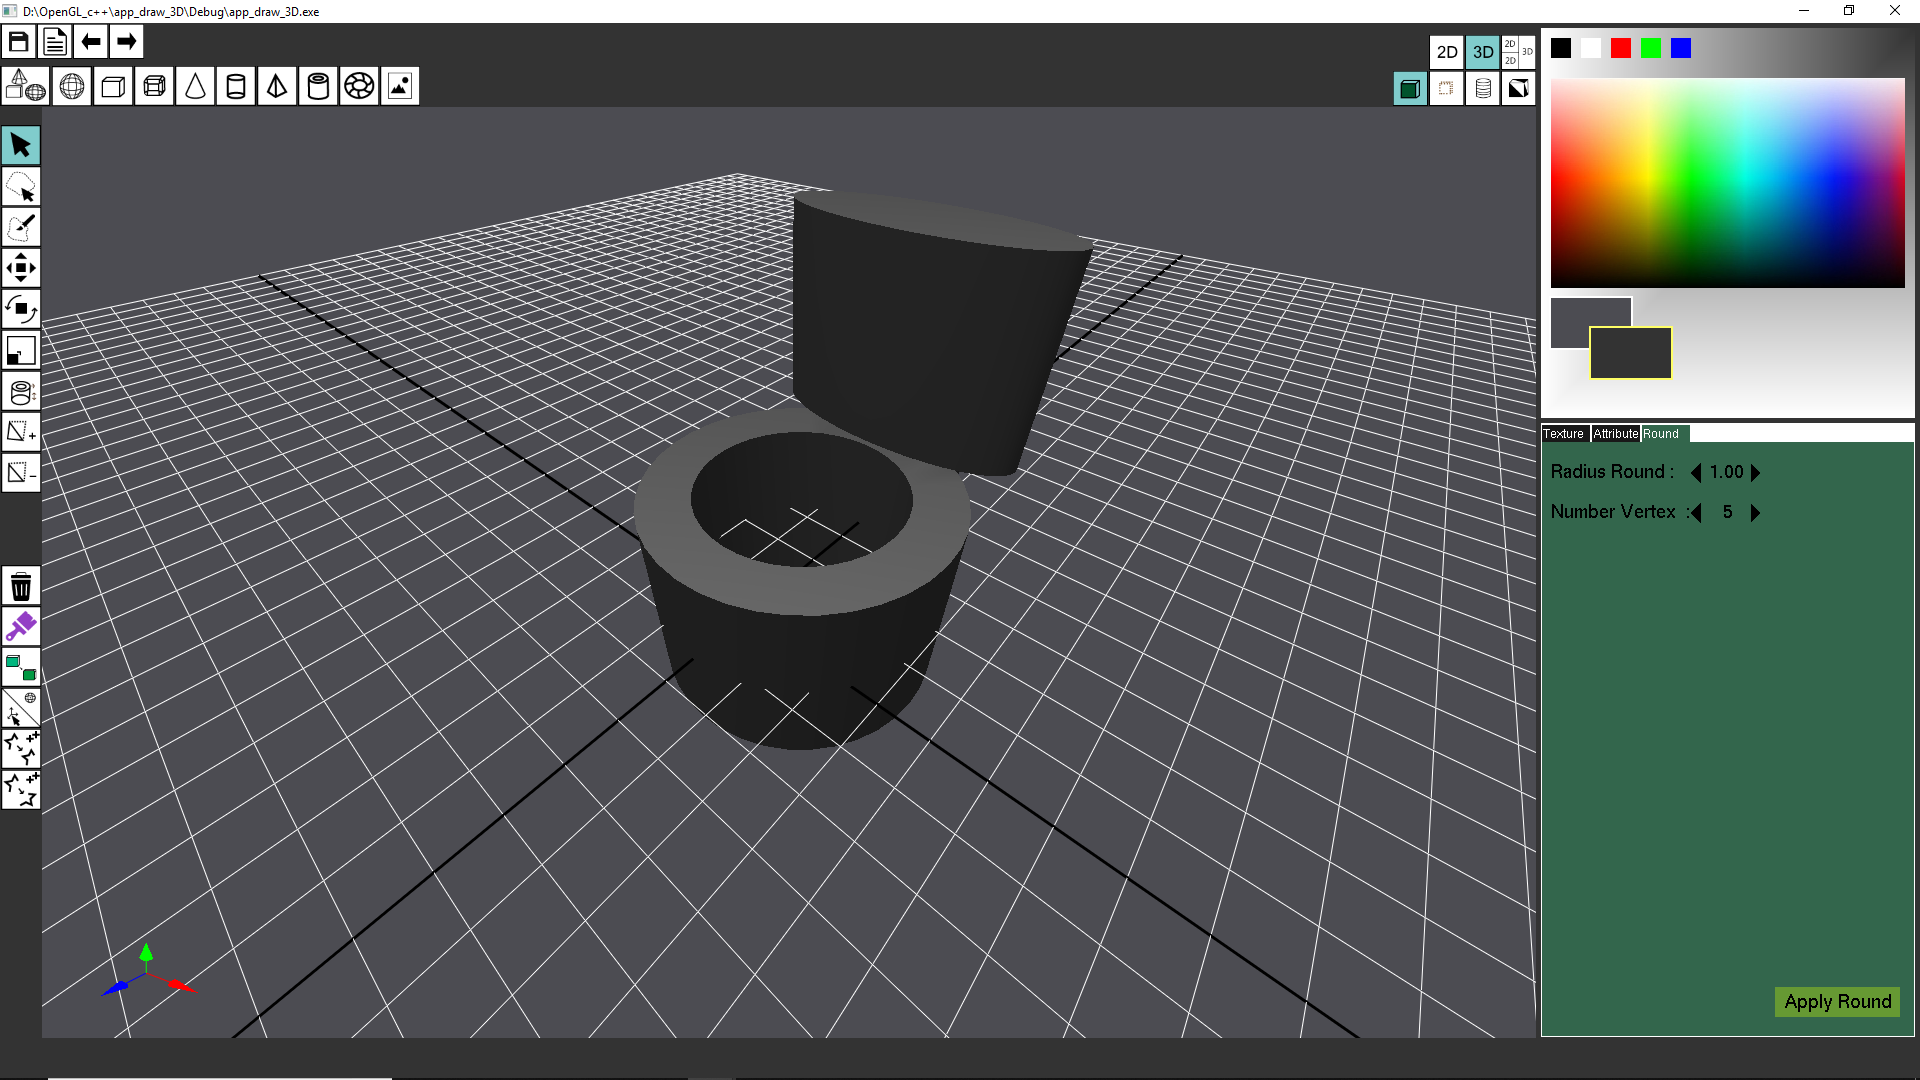 D:\OpenGL_c++\app_draw_3D\Debug\app_draw_3D.exe
2D 3D 2D 2D 3D
Texture Attribute Round
Radius Round : 1.00
Number Vertex : 5
Apply Round